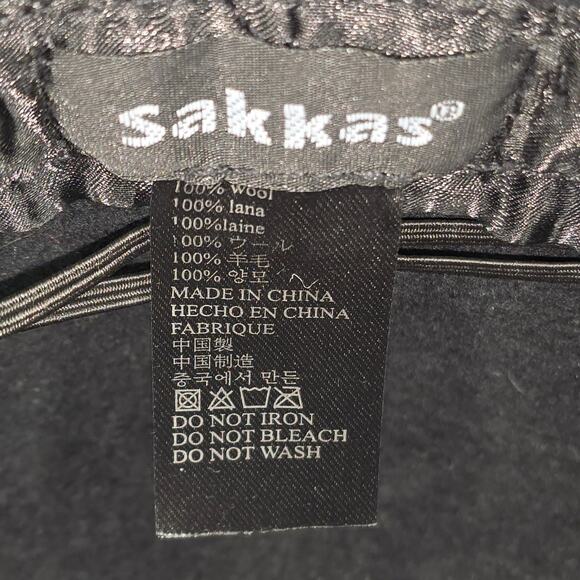 sakkas®
100% wool
100% lana
100%laine
100% ウール
100% 羊毛
100% 양모
MADE IN CHINA
HECHO EN CHINA
FABRIQUE
中国製
中国制造
중국에서 만든
DO NOT IRON
DO NOT BLEACH
DO NOT WASH